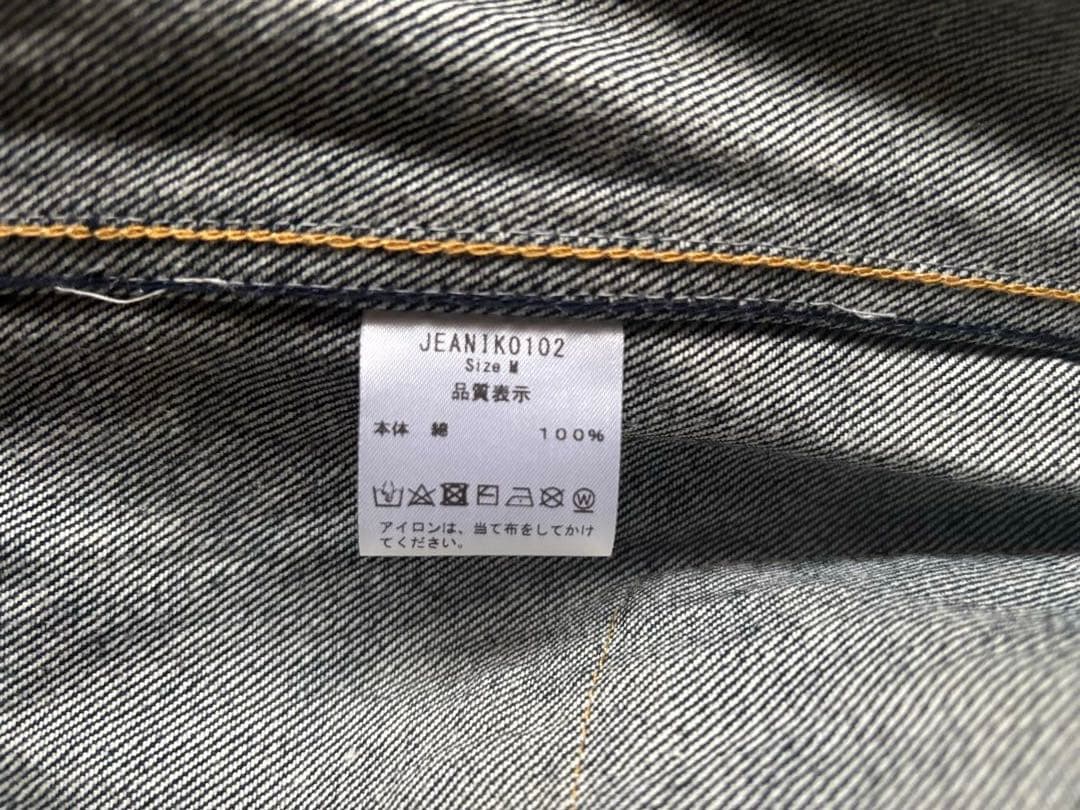 JEANIK0102
Size M
品質表示
本体 綿 100%
W
アイロンは、当て布をしてかけ
てください。